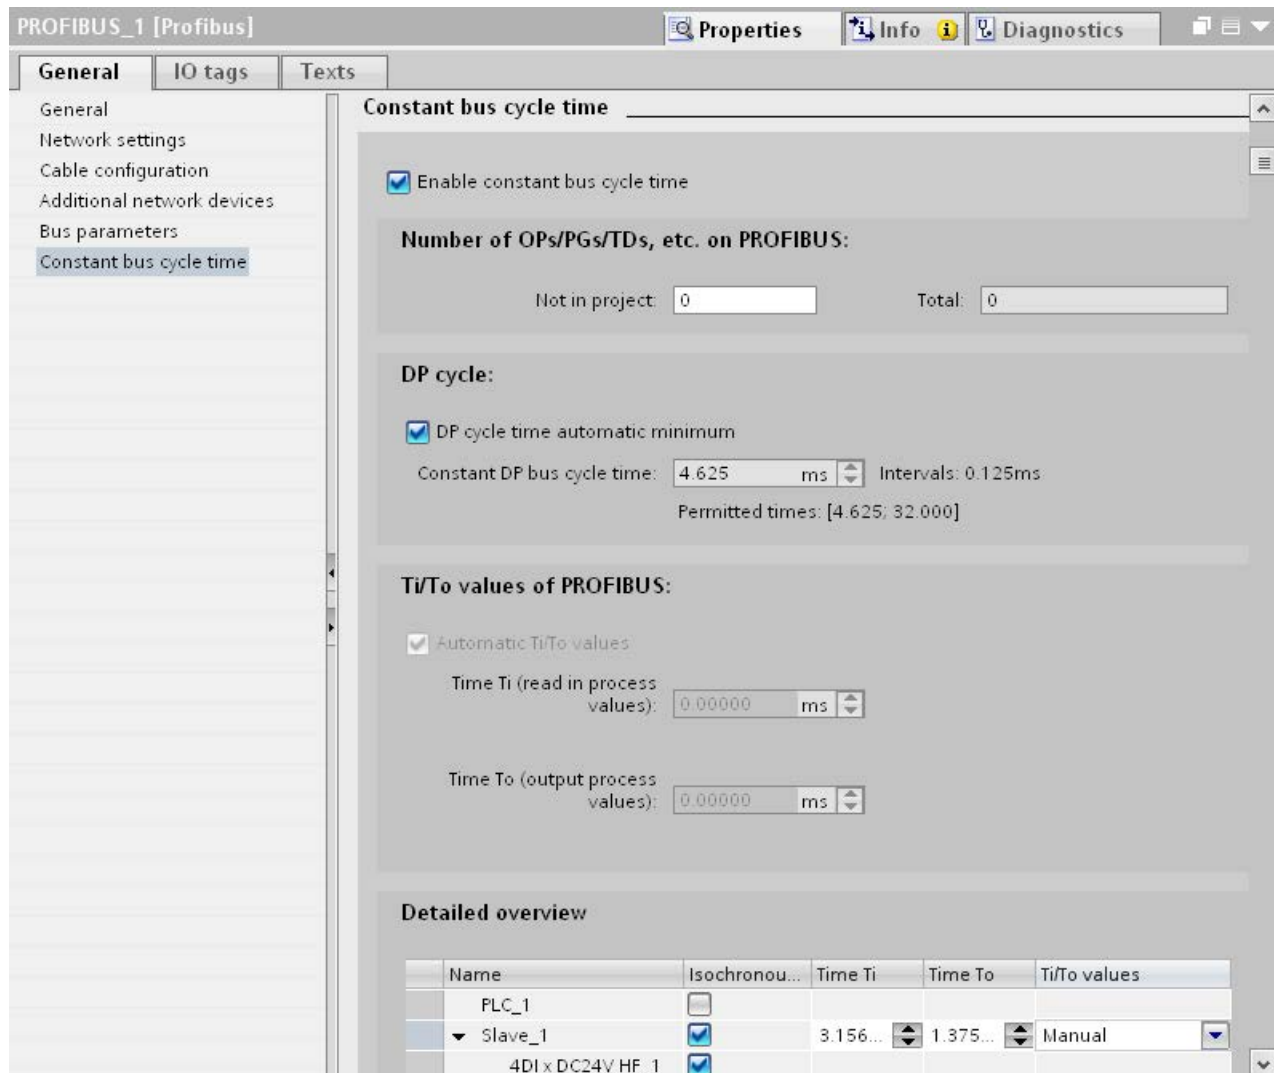 PROFIBUS_1 [Profibus]
Properties
Info
Diagnostics
General
IO tags
Texts
General
Network settings
Cable configuration
Additional network devices
Bus parameters
Constant bus cycle time
Constant bus cycle time
Enable constant bus cycle time
Number of OPs/PGs/TDs, etc. on PROFIBUS:
Not in project: 0 Total: 0
DP cycle:
DP cycle time automatic minimum
Constant DP bus cycle time: 4.625 ms Intervals: 0.125ms
Permitted times: [4.625; 32.000]
Ti/To values of PROFIBUS:
Automatic Ti/To values
Time Ti (read in process
values): 0.00000 ms
Time To (output process
values): 0.00000 ms
Detailed overview
Name Isochronou... Time Ti Time To Ti/To values
PLC_1
Slave_1 3.156... 1.375... Manual
4DI x DC24V HF_1